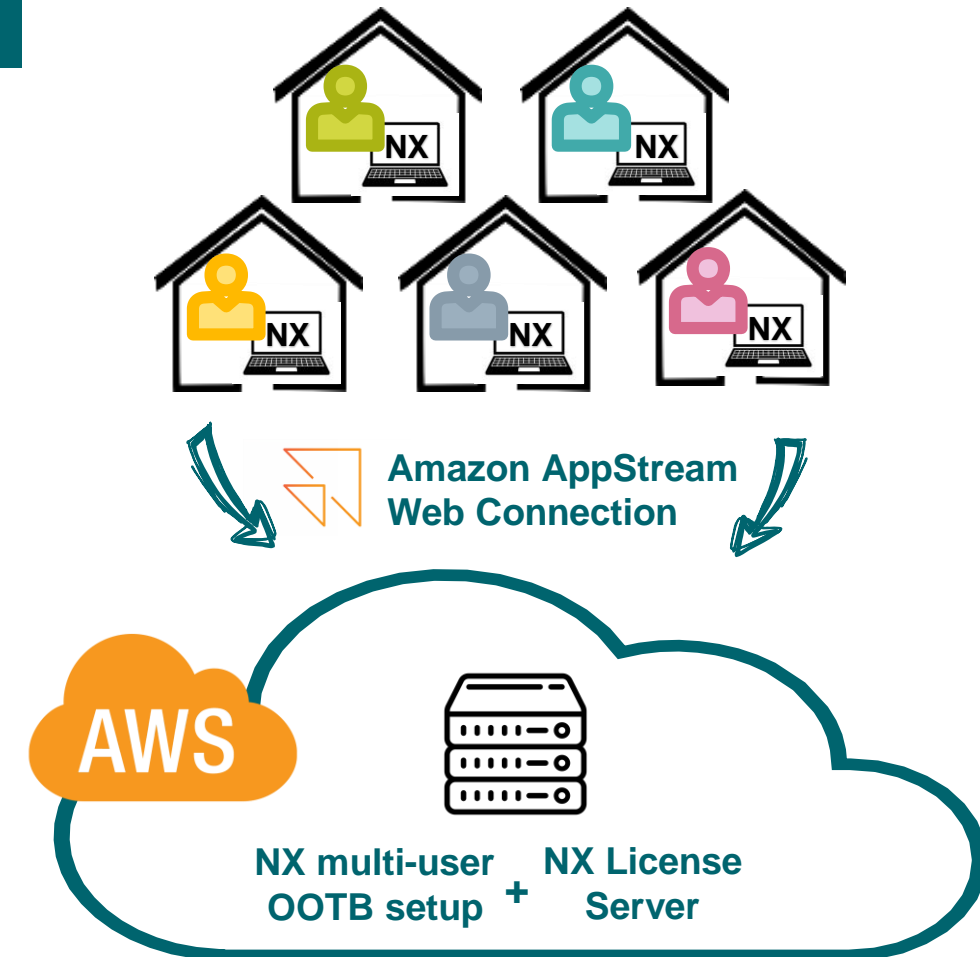 NX
NX
NX
NX
NX
Amazon AppStream
Web Connection
AWS
NX multi-user
OOTB setup
+
NX License
Server